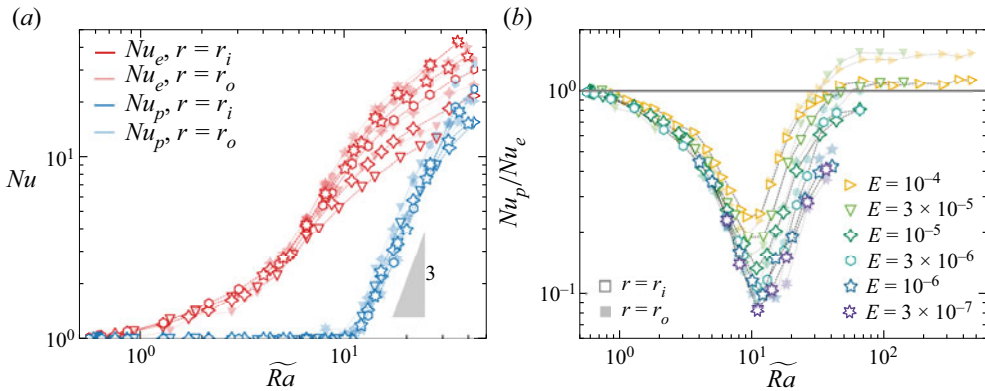 (a)
Nu_e, r = r_i
Nu_e, r = r_o
Nu_p, r = r_i
Nu_p, r = r_o
Nu
10^1
10^0
3
10^0
10^1
\widetilde{Ra}
(b)
Nu_p/Nu_e
10^0
10^{-1}
E = 10^{-4}
E = 3 × 10^{-5}
E = 10^{-5}
E = 3 × 10^{-6}
E = 10^{-6}
E = 3 × 10^{-7}
r = r_i
r = r_o
10^0
10^1
10^2
\widetilde{Ra}